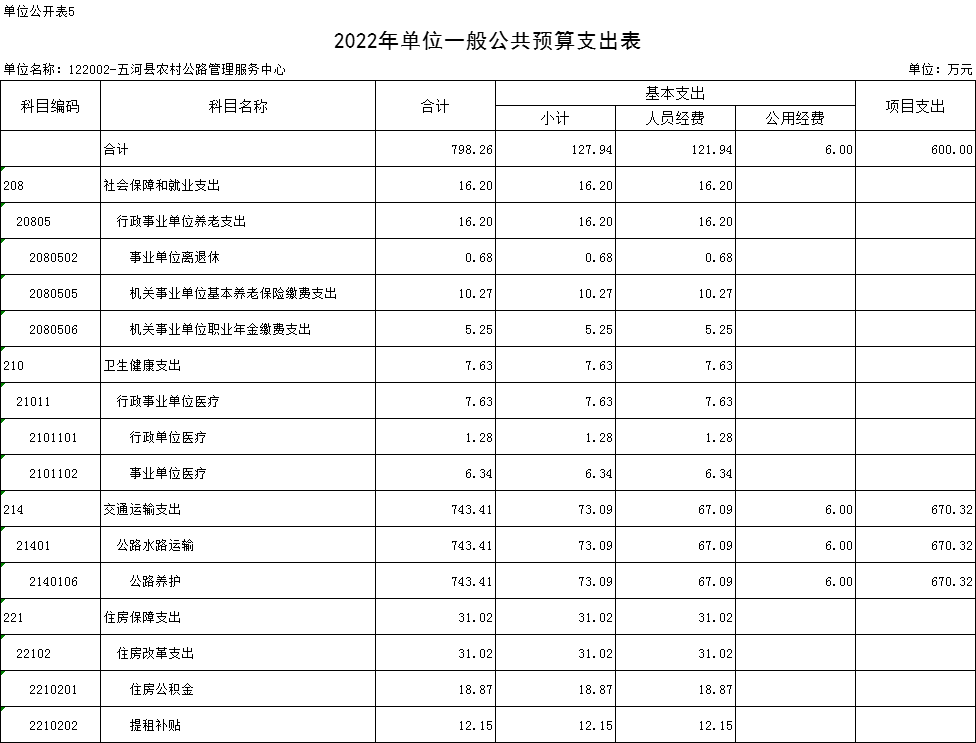 单位公开表5
2022年单位一般公共预算支出表
单位名称：122002-五河县农村公路管理服务中心 单位：万元
科目编码 科目名称 合计 基本支出 项目支出
小计 人员经费 公用经费
合计 798.26 127.94 121.94 6.00 600.00
208 社会保障和就业支出 16.20 16.20 16.20
20805 行政事业单位养老支出 16.20 16.20 16.20
2080502 事业单位离退休 0.68 0.68 0.68
2080505 机关事业单位基本养老保险缴费支出 10.27 10.27 10.27
2080506 机关事业单位职业年金缴费支出 5.25 5.25 5.25
210 卫生健康支出 7.63 7.63 7.63
21011 行政事业单位医疗 7.63 7.63 7.63
2101101 行政单位医疗 1.28 1.28 1.28
2101102 事业单位医疗 6.34 6.34 6.34
214 交通运输支出 743.41 73.09 67.09 6.00 670.32
21401 公路水路运输 743.41 73.09 67.09 6.00 670.32
2140106 公路养护 743.41 73.09 67.09 6.00 670.32
221 住房保障支出 31.02 31.02 31.02
22102 住房改革支出 31.02 31.02 31.02
2210201 住房公积金 18.87 18.87 18.87
2210202 提租补贴 12.15 12.15 12.15